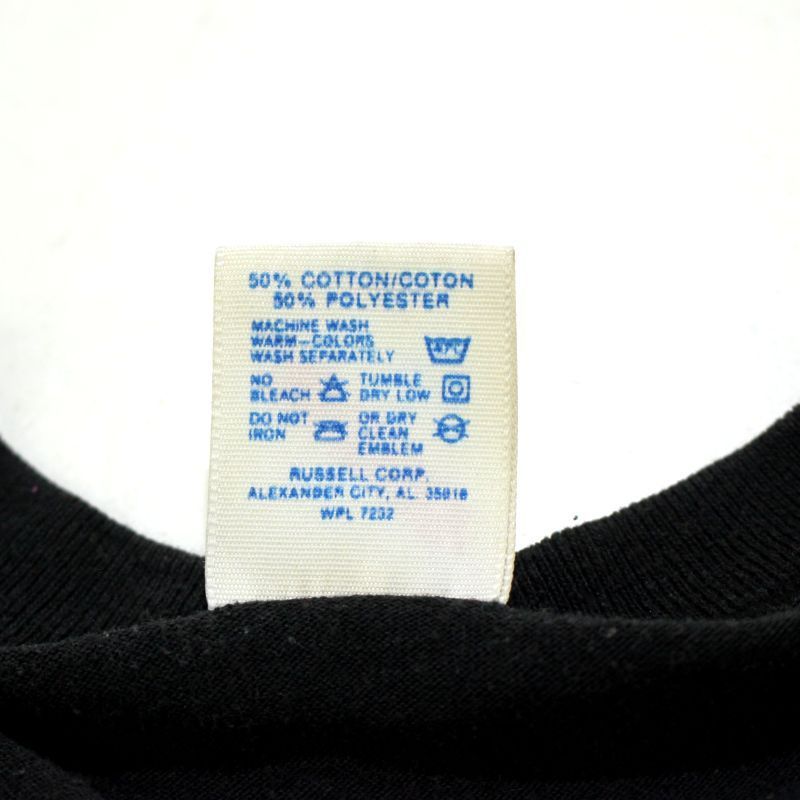 50% COTTON/COTON
50% POLYESTER
MACHINE WASH
WARM-COLORS
WASH SEPARATELY
NO
BLEACH
TUMBLE
DRY LOW
DO NOT
IRON
OR DRY
CLEAN
EMBLEM
RUSSELL CORP.
ALEXANDER CITY, AL.
WPL 7232